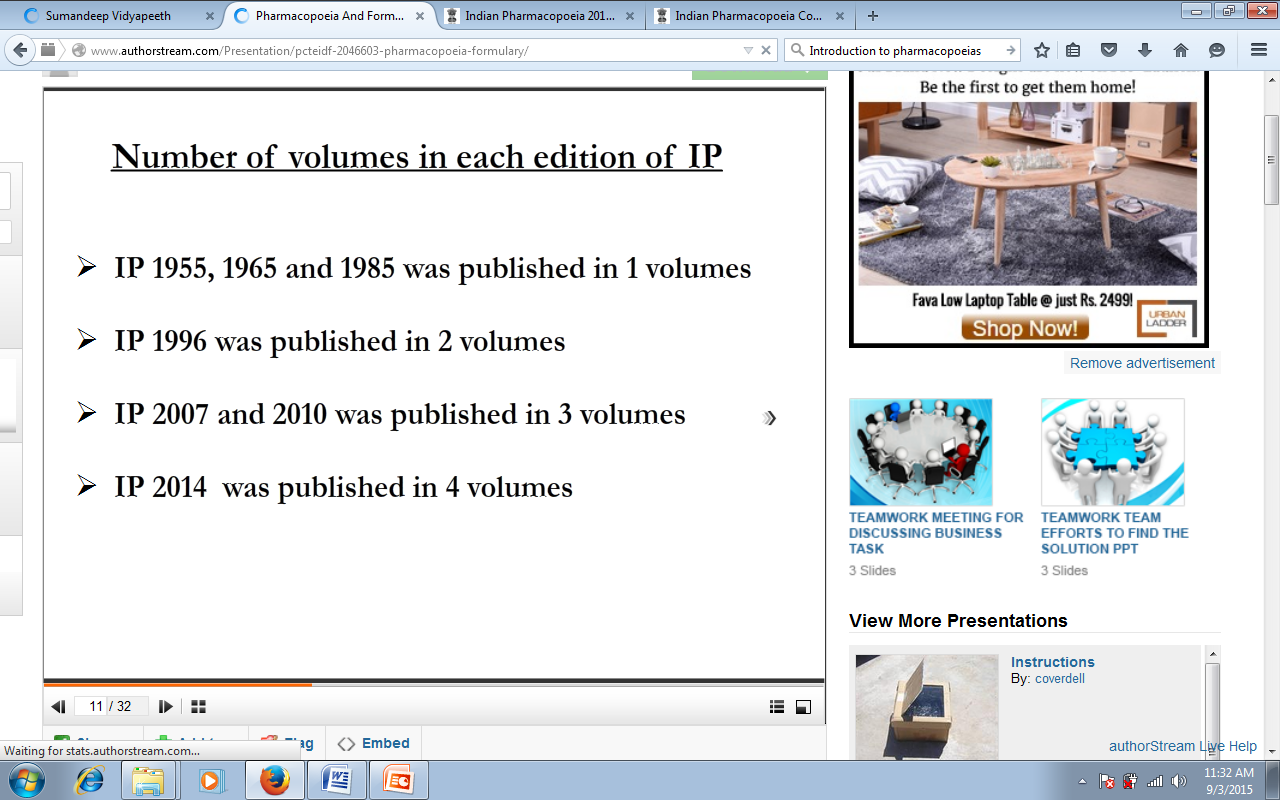 Sumandeep Vidyapeeth
Pharmacopoeia And Form...
Indian Pharmacopoeia 201...
Indian Pharmacopoeia Co...
www.authorstream.com/Presentation/pcteidf-2046603-pharmacopoeia-formulary/
Introduction to pharmacopoeias
Be the first to get them home!
Number of volumes in each edition of IP
IP 1955, 1965 and 1985 was published in 1 volumes
IP 1996 was published in 2 volumes
IP 2007 and 2010 was published in 3 volumes
IP 2014 was published in 4 volumes
Fava Low Laptop Table @ just Rs. 2499!
Shop Now!
URBAN
LADDER
Remove advertisement
TEAMWORK MEETING FOR
DISCUSSING BUSINESS
TASK
3 Slides
TEAMWORK TEAM
EFFORTS TO FIND THE
SOLUTION PPT
3 Slides
View More Presentations
Instructions
By: coverdell
11 / 32
Embed
Waiting for stats.authorstream.com...
authorStream Live Help
11:32 AM
9/3/2015